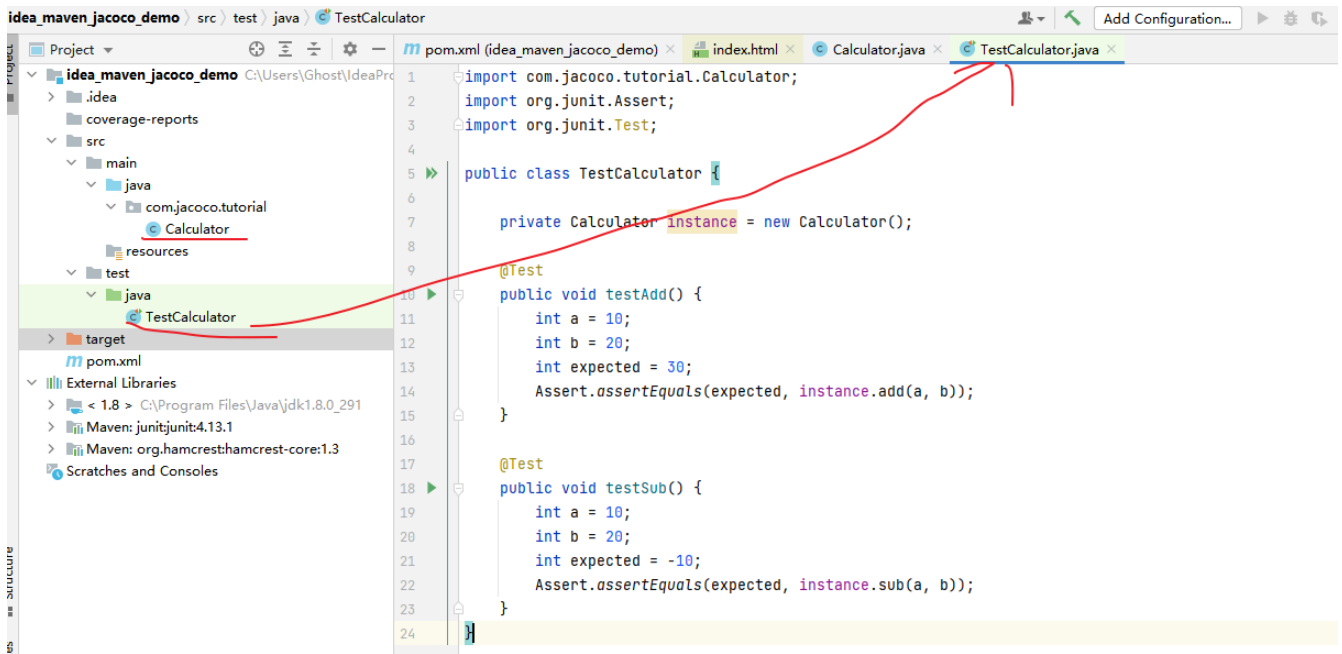 idea_maven_jacoco_demo src test java TestCalculator
Add Configuration...
Project
pom.xml (idea_maven_jacoco_demo)
index.html
Calculator.java
TestCalculator.java
Project
idea_maven_jacoco_demo C:\Users\Ghost\IdeaPro
.idea
coverage-reports
src
main
java
com.jacoco.tutorial
Calculator
resources
test
java
TestCalculator
target
pom.xml
External Libraries
< 1.8 > C:\Program Files\Java\jdk1.8.0_291
Maven: junit:junit:4.13.1
Maven: org.hamcrest:hamcrest-core:1.3
Scratches and Consoles
Structure
1 import com.jacoco.tutorial.Calculator;
2 import org.junit.Assert;
3 import org.junit.Test;
4
5 public class TestCalculator {
6
7 private Calculator instance = new Calculator();
8
9 @Test
10 public void testAdd() {
11 int a = 10;
12 int b = 20;
13 int expected = 30;
14 Assert.assertEquals(expected, instance.add(a, b));
15 }
16
17 @Test
18 public void testSub() {
19 int a = 10;
20 int b = 20;
21 int expected = -10;
22 Assert.assertEquals(expected, instance.sub(a, b));
23 }
24 }